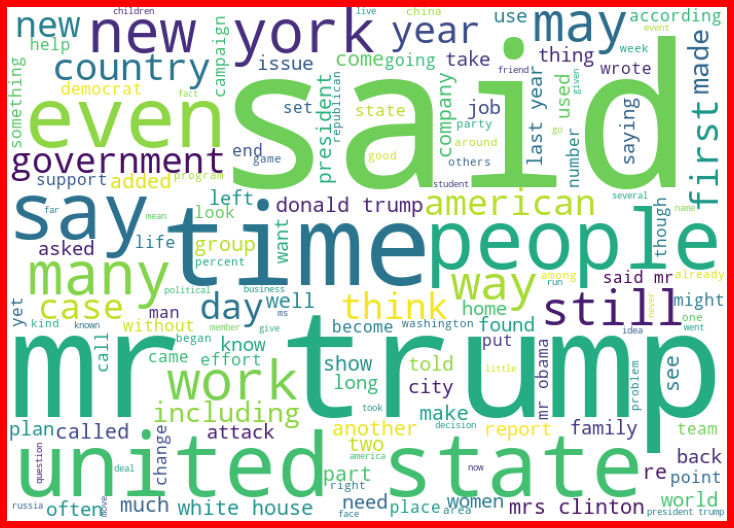 children
live
china
according
event
new
new york
year
may
use
help
campaign
come
going
take
thing
week
country
issue
wrote
made
something
democrat
fact
president
republican
friend
given
even
said
set
state
company
job
last year
used
number
saying
first
party
go
end
game
good
around
others
government
support
added
program
student
say
far
mean
left
look
donald trump
american
several
name
though
asked
life
group
want
time
people
percent
many
political
business
way
among
said mr
already
case
day
well
think
home
run
might
yet
man
ms
still
never
one
kind
known
without
member
give
become
washington
found
went
call
began
put
idea
mr trump
came
effort
know
show
told
mr obama
see
work
long
city
little
problem
including
took
make
plan
called
change
attack
another
report
family
team
decision
two
united state
question
deal
america
part
now
re
back
point
right
need
women
mrs clinton
world
russia
often
move
much
white house
face
place
area
president trump